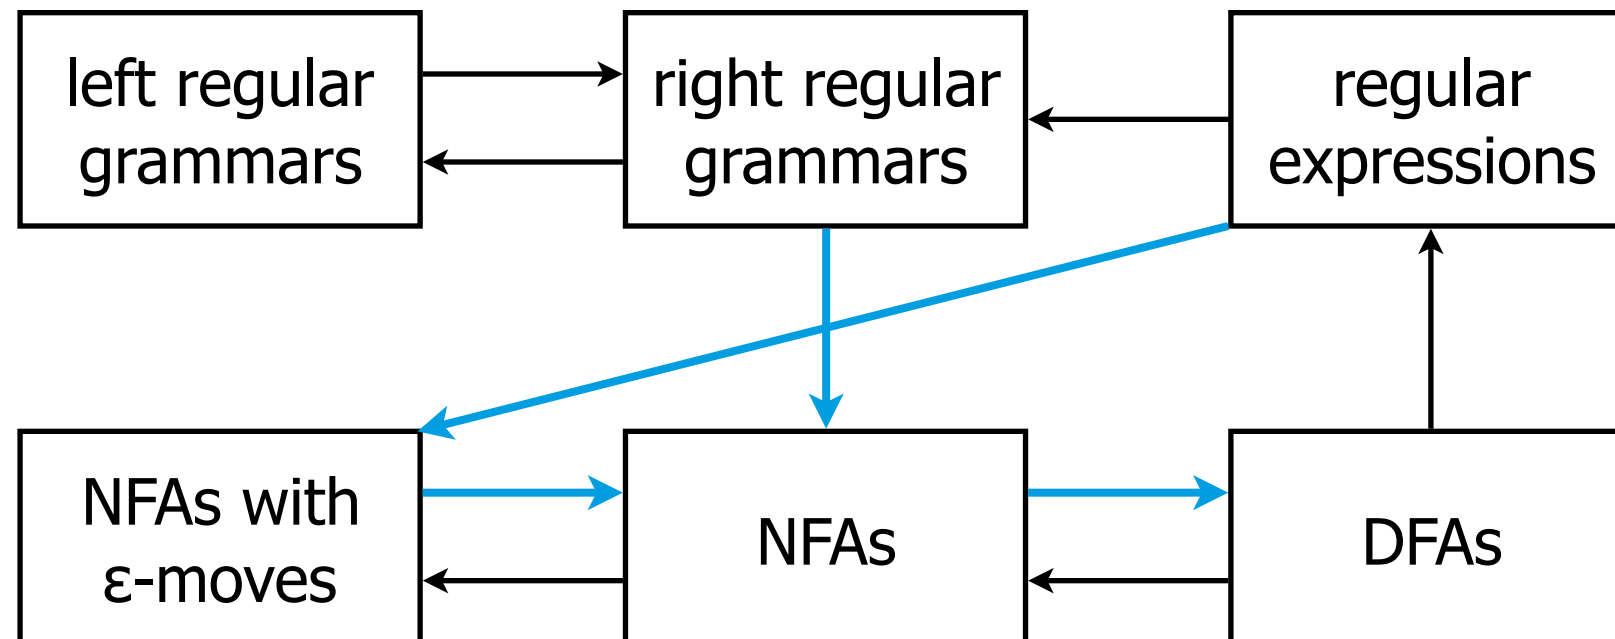 left regular
grammars
right regular
grammars
regular
expressions
NFAs with
ε-moves
NFAs
DFAs